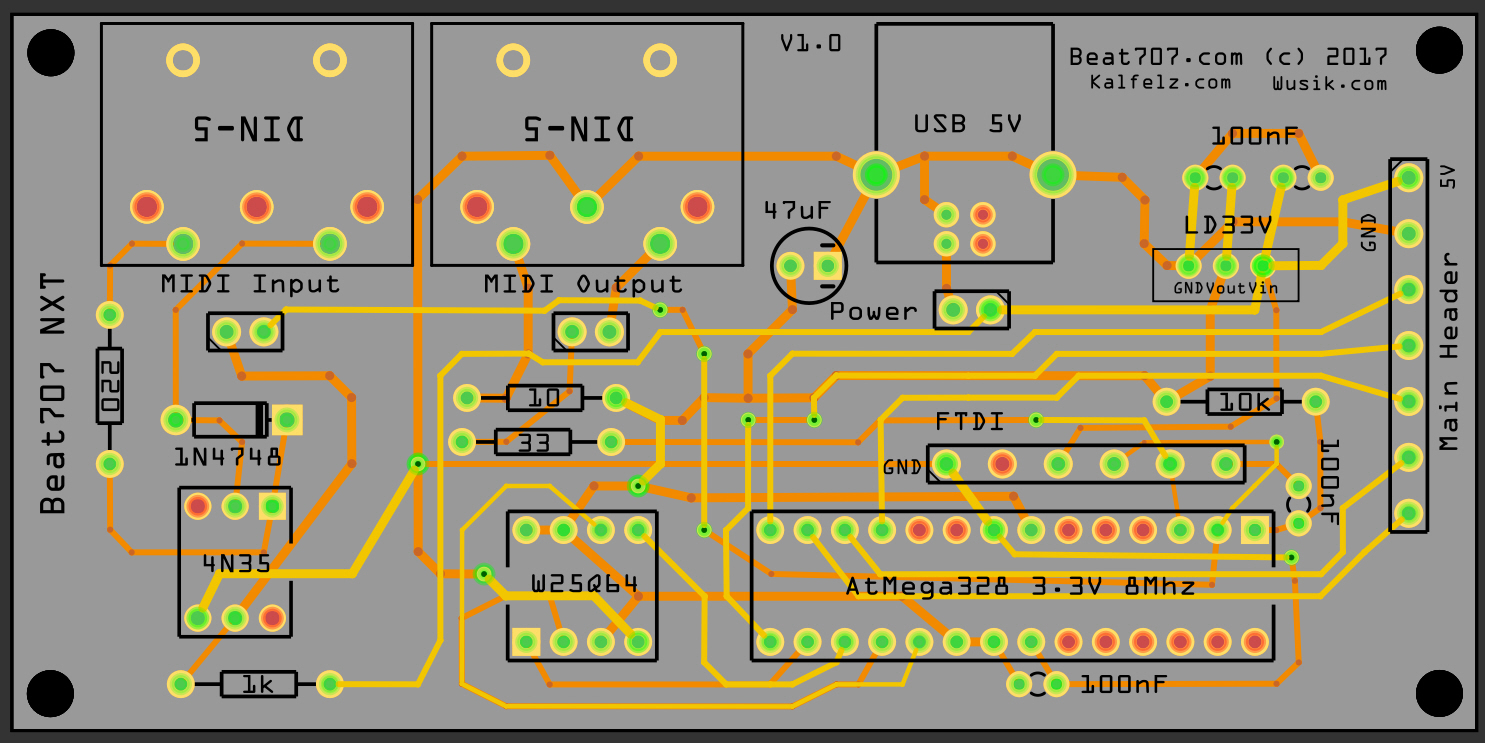 V1.0
Beat707.com (c) 2017
Kalfelz.com Wusik.com
DIN-5
DIN-5
USB 5V
100nF
5V
47uF
LD33V
GND
MIDI Input
MIDI Output
GNDVoutVin
Power
Main Header
Beat707 NXT
220
10
10k
FTDI
33
1N4748
GND
100nF
4N35
W25Q64
AtMega328 3.3V 8Mhz
1k
100nF